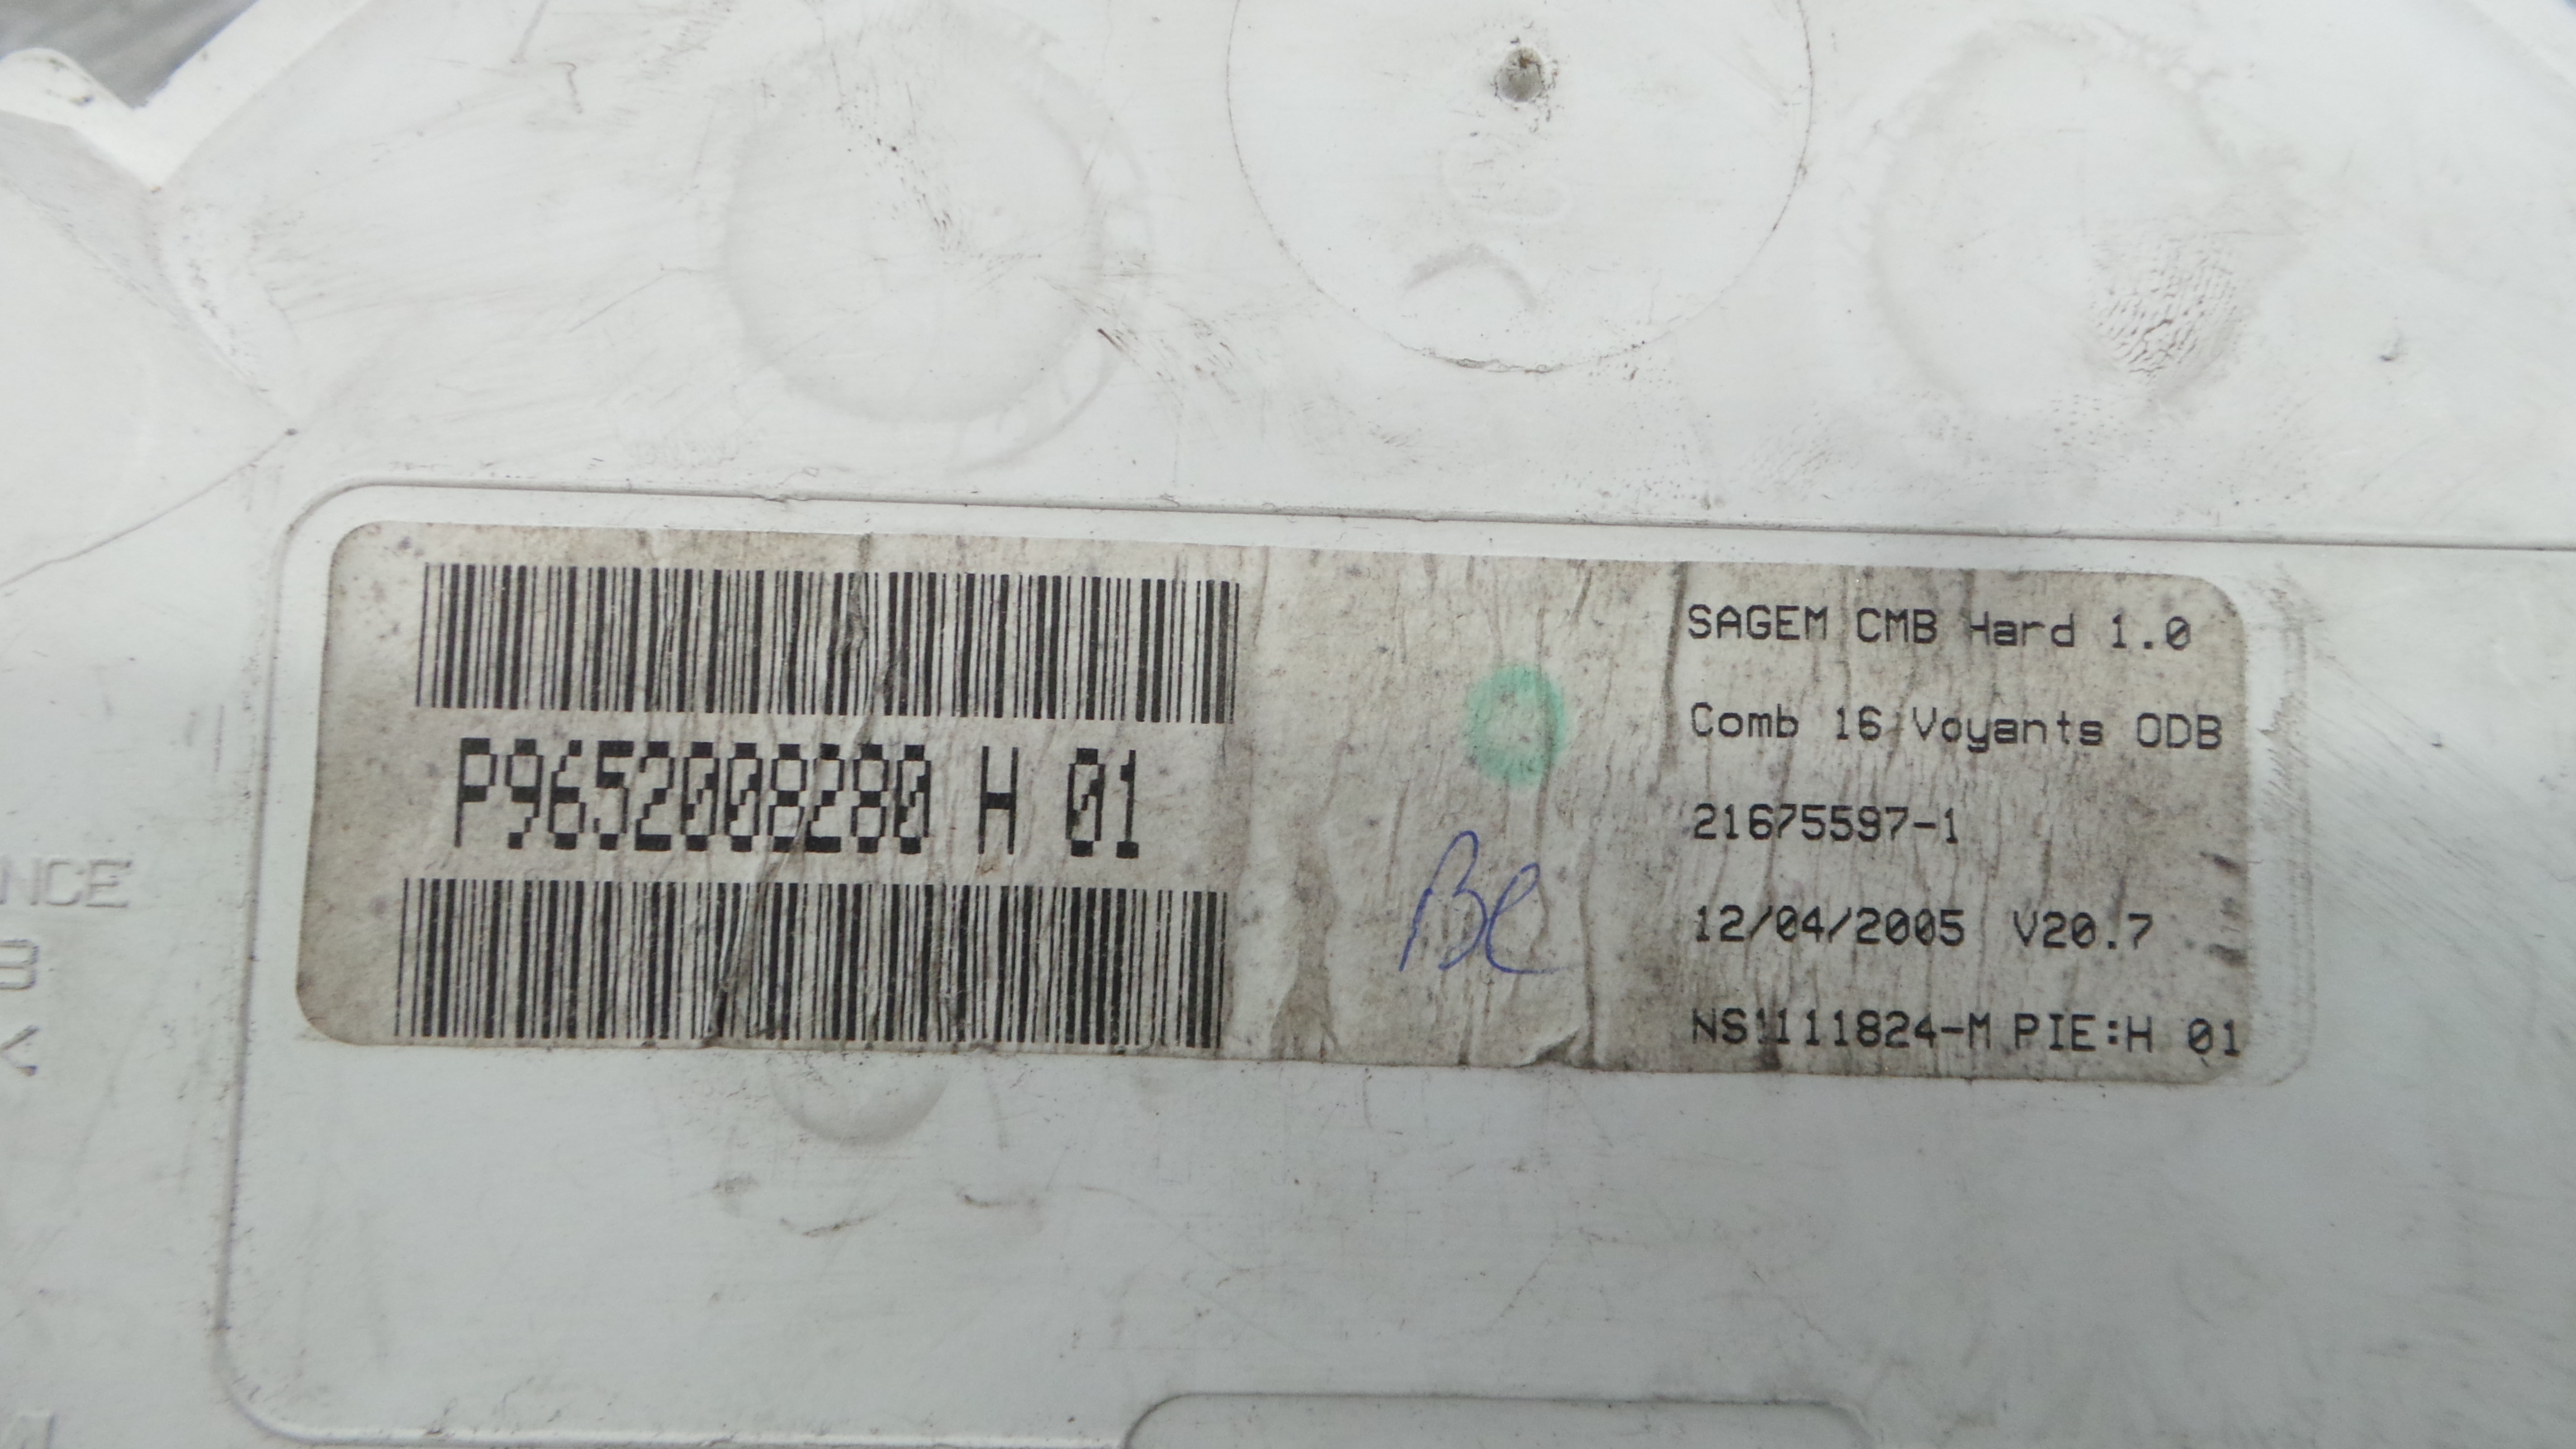 P9652008280 H 01
SAGEM CMB Hard 1.0
Comb 16 Voyants ODB
21675597-1
12/04/2005 V20.7
NS1111824-M PIE:H 01